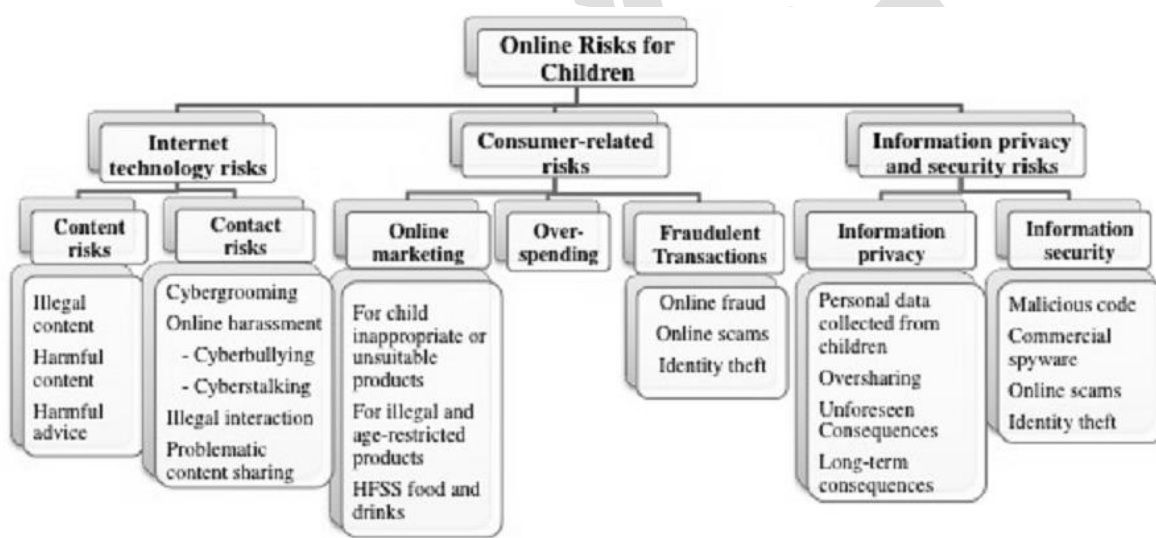 Online Risks for
Children
Internet
technology risks
Consumer-related
risks
Information privacy
and security risks
Content
risks
Contact
risks
Online
marketing
Over-
spending
Fraudulent
Transactions
Information
privacy
Information
security
Illegal
content
Harmful
content
Harmful
advice
Cybergrooming
Online harassment
- Cyberbullying
- Cyberstalking
Illegal interaction
Problematic
content sharing
For child
inappropriate or
unsuitable
products
For illegal and
age-restricted
products
HFSS food and
drinks
Online fraud
Online scams
Identity theft
Personal data
collected from
children
Oversharing
Unforeseen
Consequences
Long-term
consequences
Malicious code
Commercial
spyware
Online scams
Identity theft